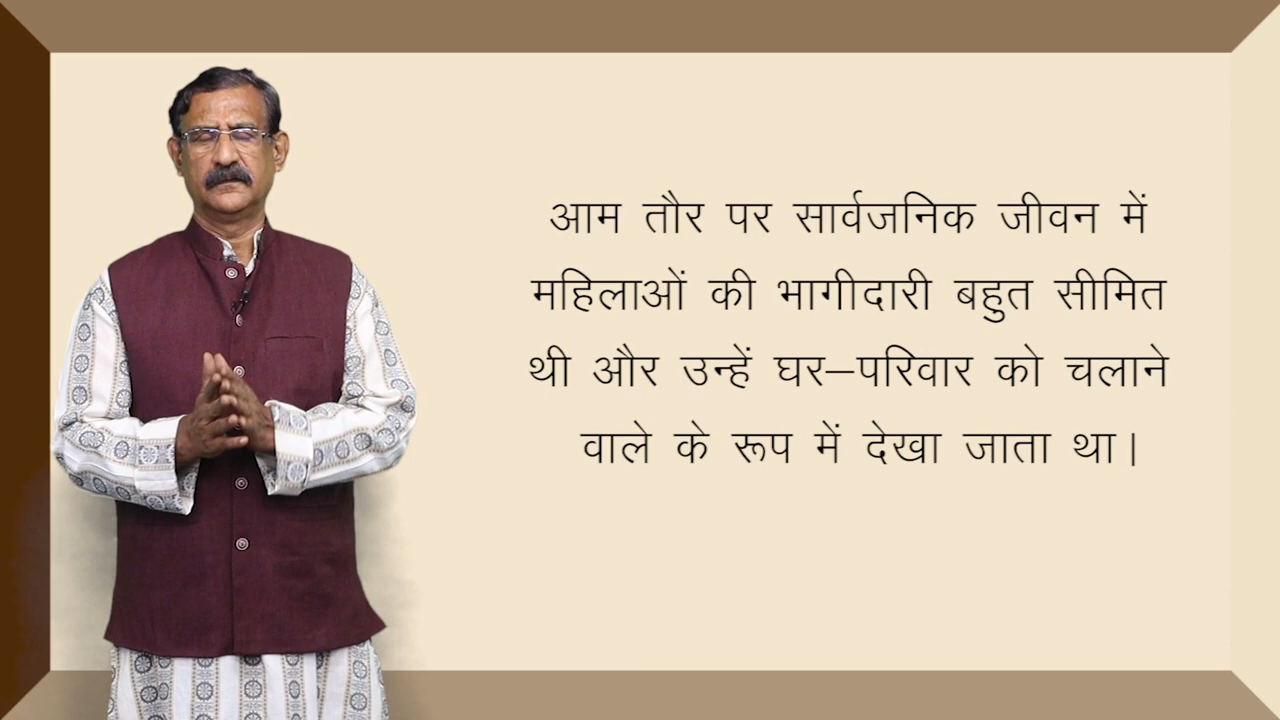 आम तौर पर सार्वजनिक जीवन में
महिलाओं की भागीदारी बहुत सीमित
थी और उन्हें घर–परिवार को चलाने
वाले के रूप में देखा जाता था।